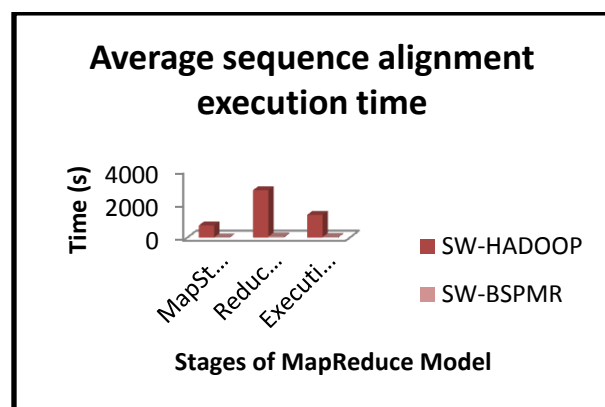 Average sequence alignment
execution time
Time (s)
4000
2000
0
MapSt...
Reduc...
Executi...
SW-HADOOP
SW-BSPMR
Stages of MapReduce Model